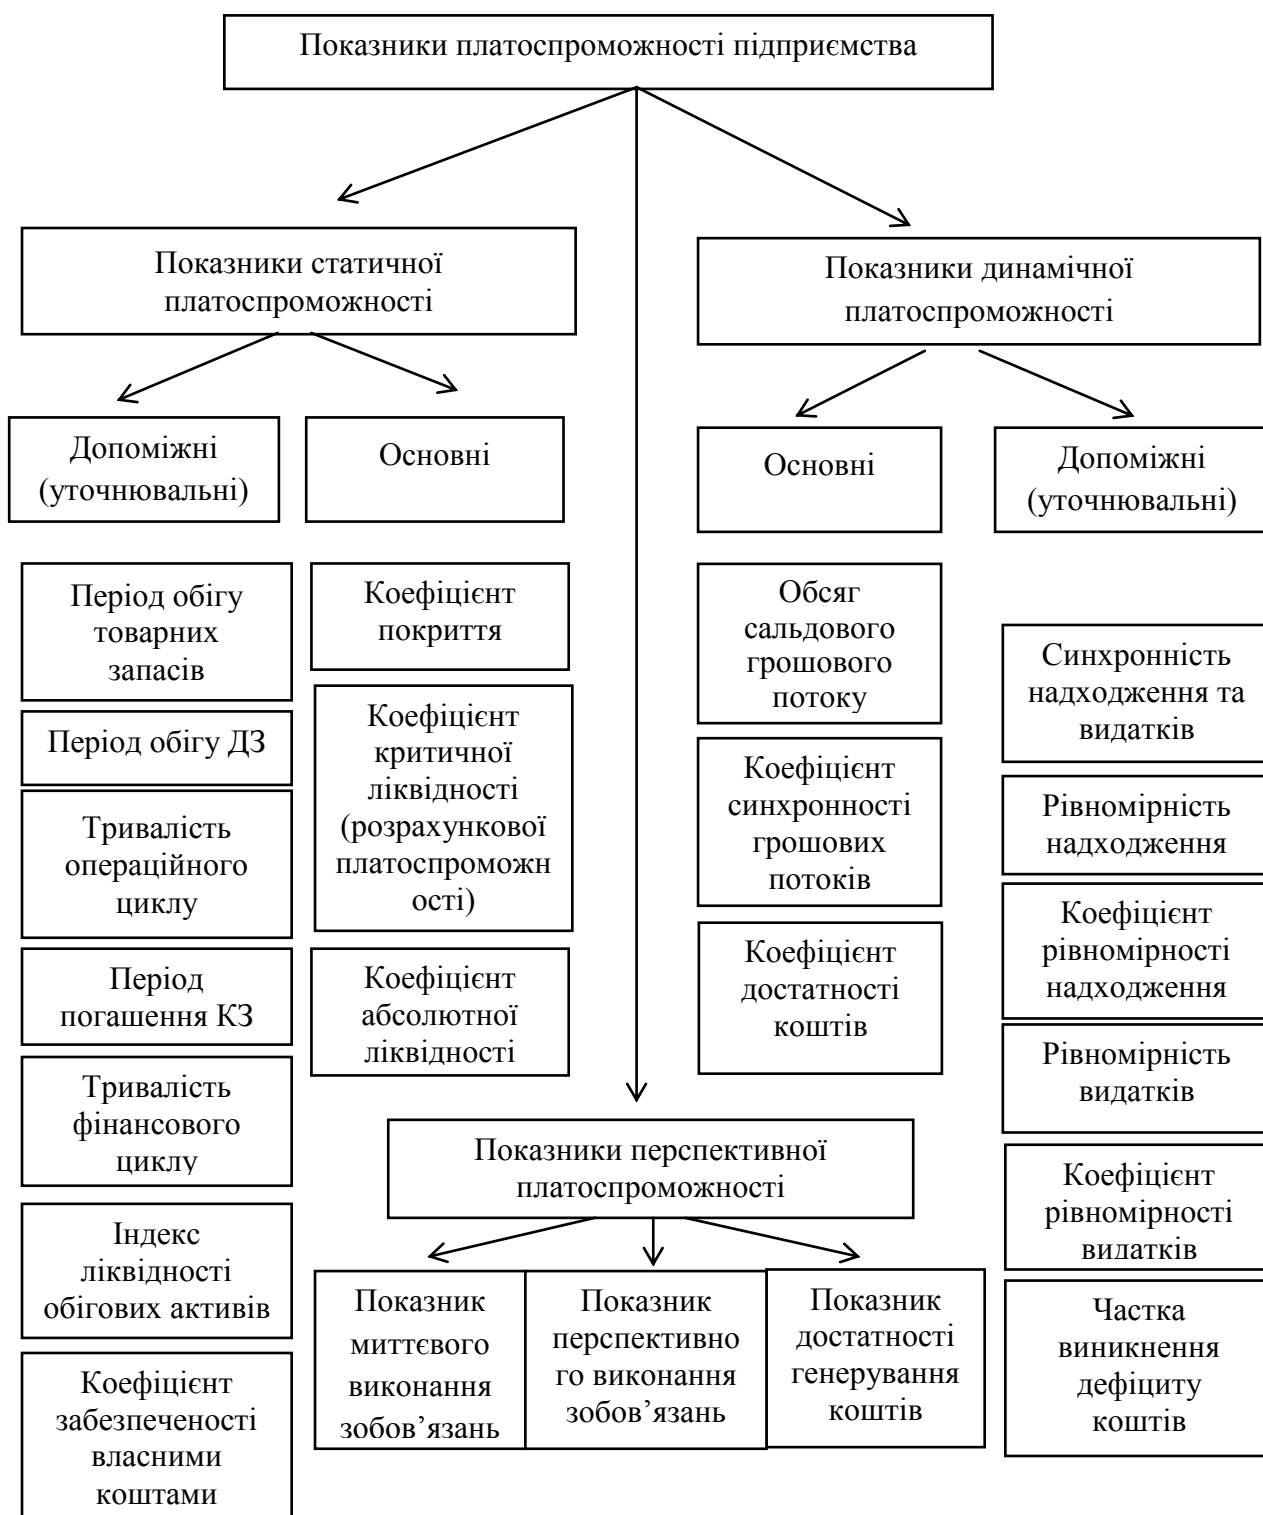 Показники платоспроможності підприємства
Показники статичної
платоспроможності
Показники динамічної
платоспроможності
Допоміжні
(уточнювальні)
Основні
Основні
Допоміжні
(уточнювальні)
Період обігу
товарних
запасів
Період обігу ДЗ
Тривалість
операційного
циклу
Період
погашення КЗ
Тривалість
фінансового
циклу
Індекс
ліквідності
обігових активів
Коефіцієнт
забезпеченості
власними
коштами
Коефіцієнт
покриття
Коефіцієнт
критичної
ліквідності
(розрахункової
платоспроможн
ості)
Коефіцієнт
абсолютної
ліквідності
Обсяг
сальдового
грошового
потоку
Коефіцієнт
синхронності
грошових
потоків
Коефіцієнт
достатності
коштів
Синхронність
надходження та
видатків
Рівномірність
надходження
Коефіцієнт
рівномірності
надходження
Рівномірність
видатків
Коефіцієнт
рівномірності
видатків
Частка
виникнення
дефіциту
коштів
Показники перспективної
платоспроможності
Показник
миттєвого
виконання
зобов’язань
Показник
перспективно
го виконання
зобов’язань
Показник
достатності
генерування
коштів